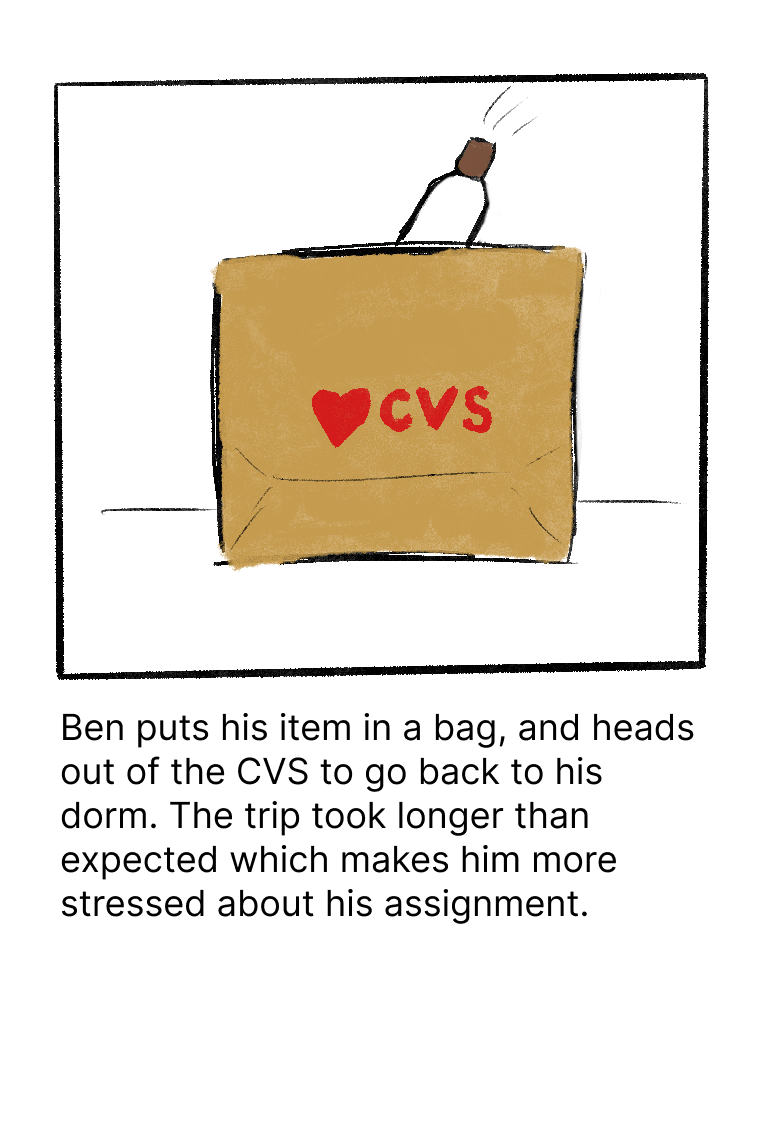 CVS
Ben puts his item in a bag, and heads
out of the CVS to go back to his
dorm. The trip took longer than
expected which makes him more
stressed about his assignment.